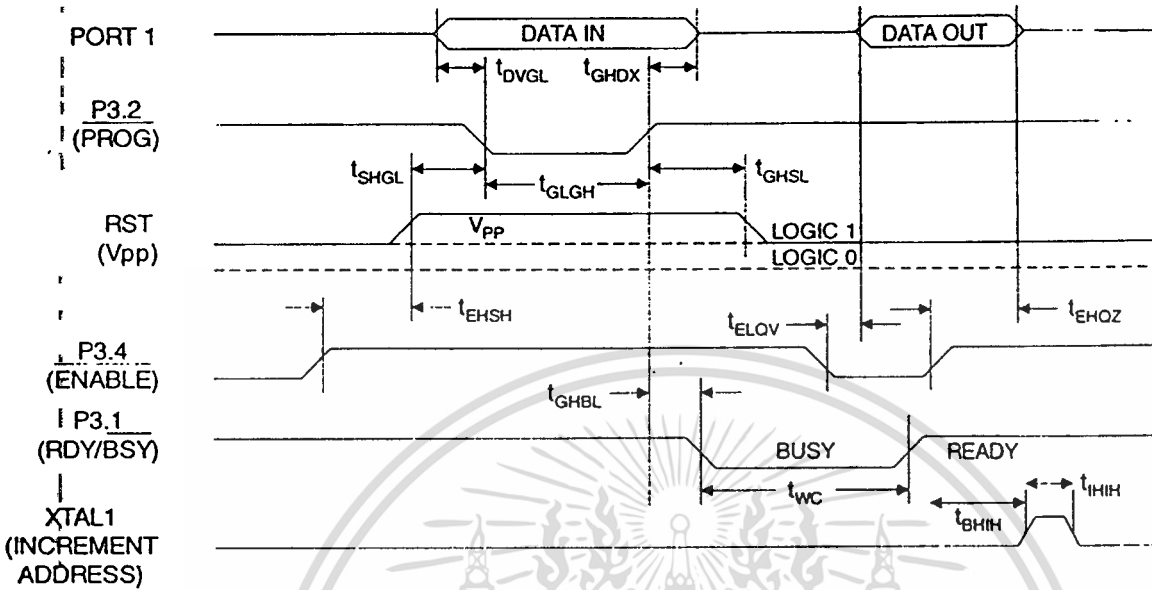 PORT 1
DATA IN
DATA OUT
tDVGL
tGHDX
P3.2
(PROG)
tSHGL
tGLGH
tGHSL
RST
(Vpp)
VPP
LOGIC 1
LOGIC 0
tEHSH
tELQV
tEHQZ
P3.4
(ENABLE)
tGHBL
P3.1
(RDY/BSY)
BUSY
READY
tWC
tIHIH
tBHIH
XTAL1
(INCREMENT
ADDRESS)